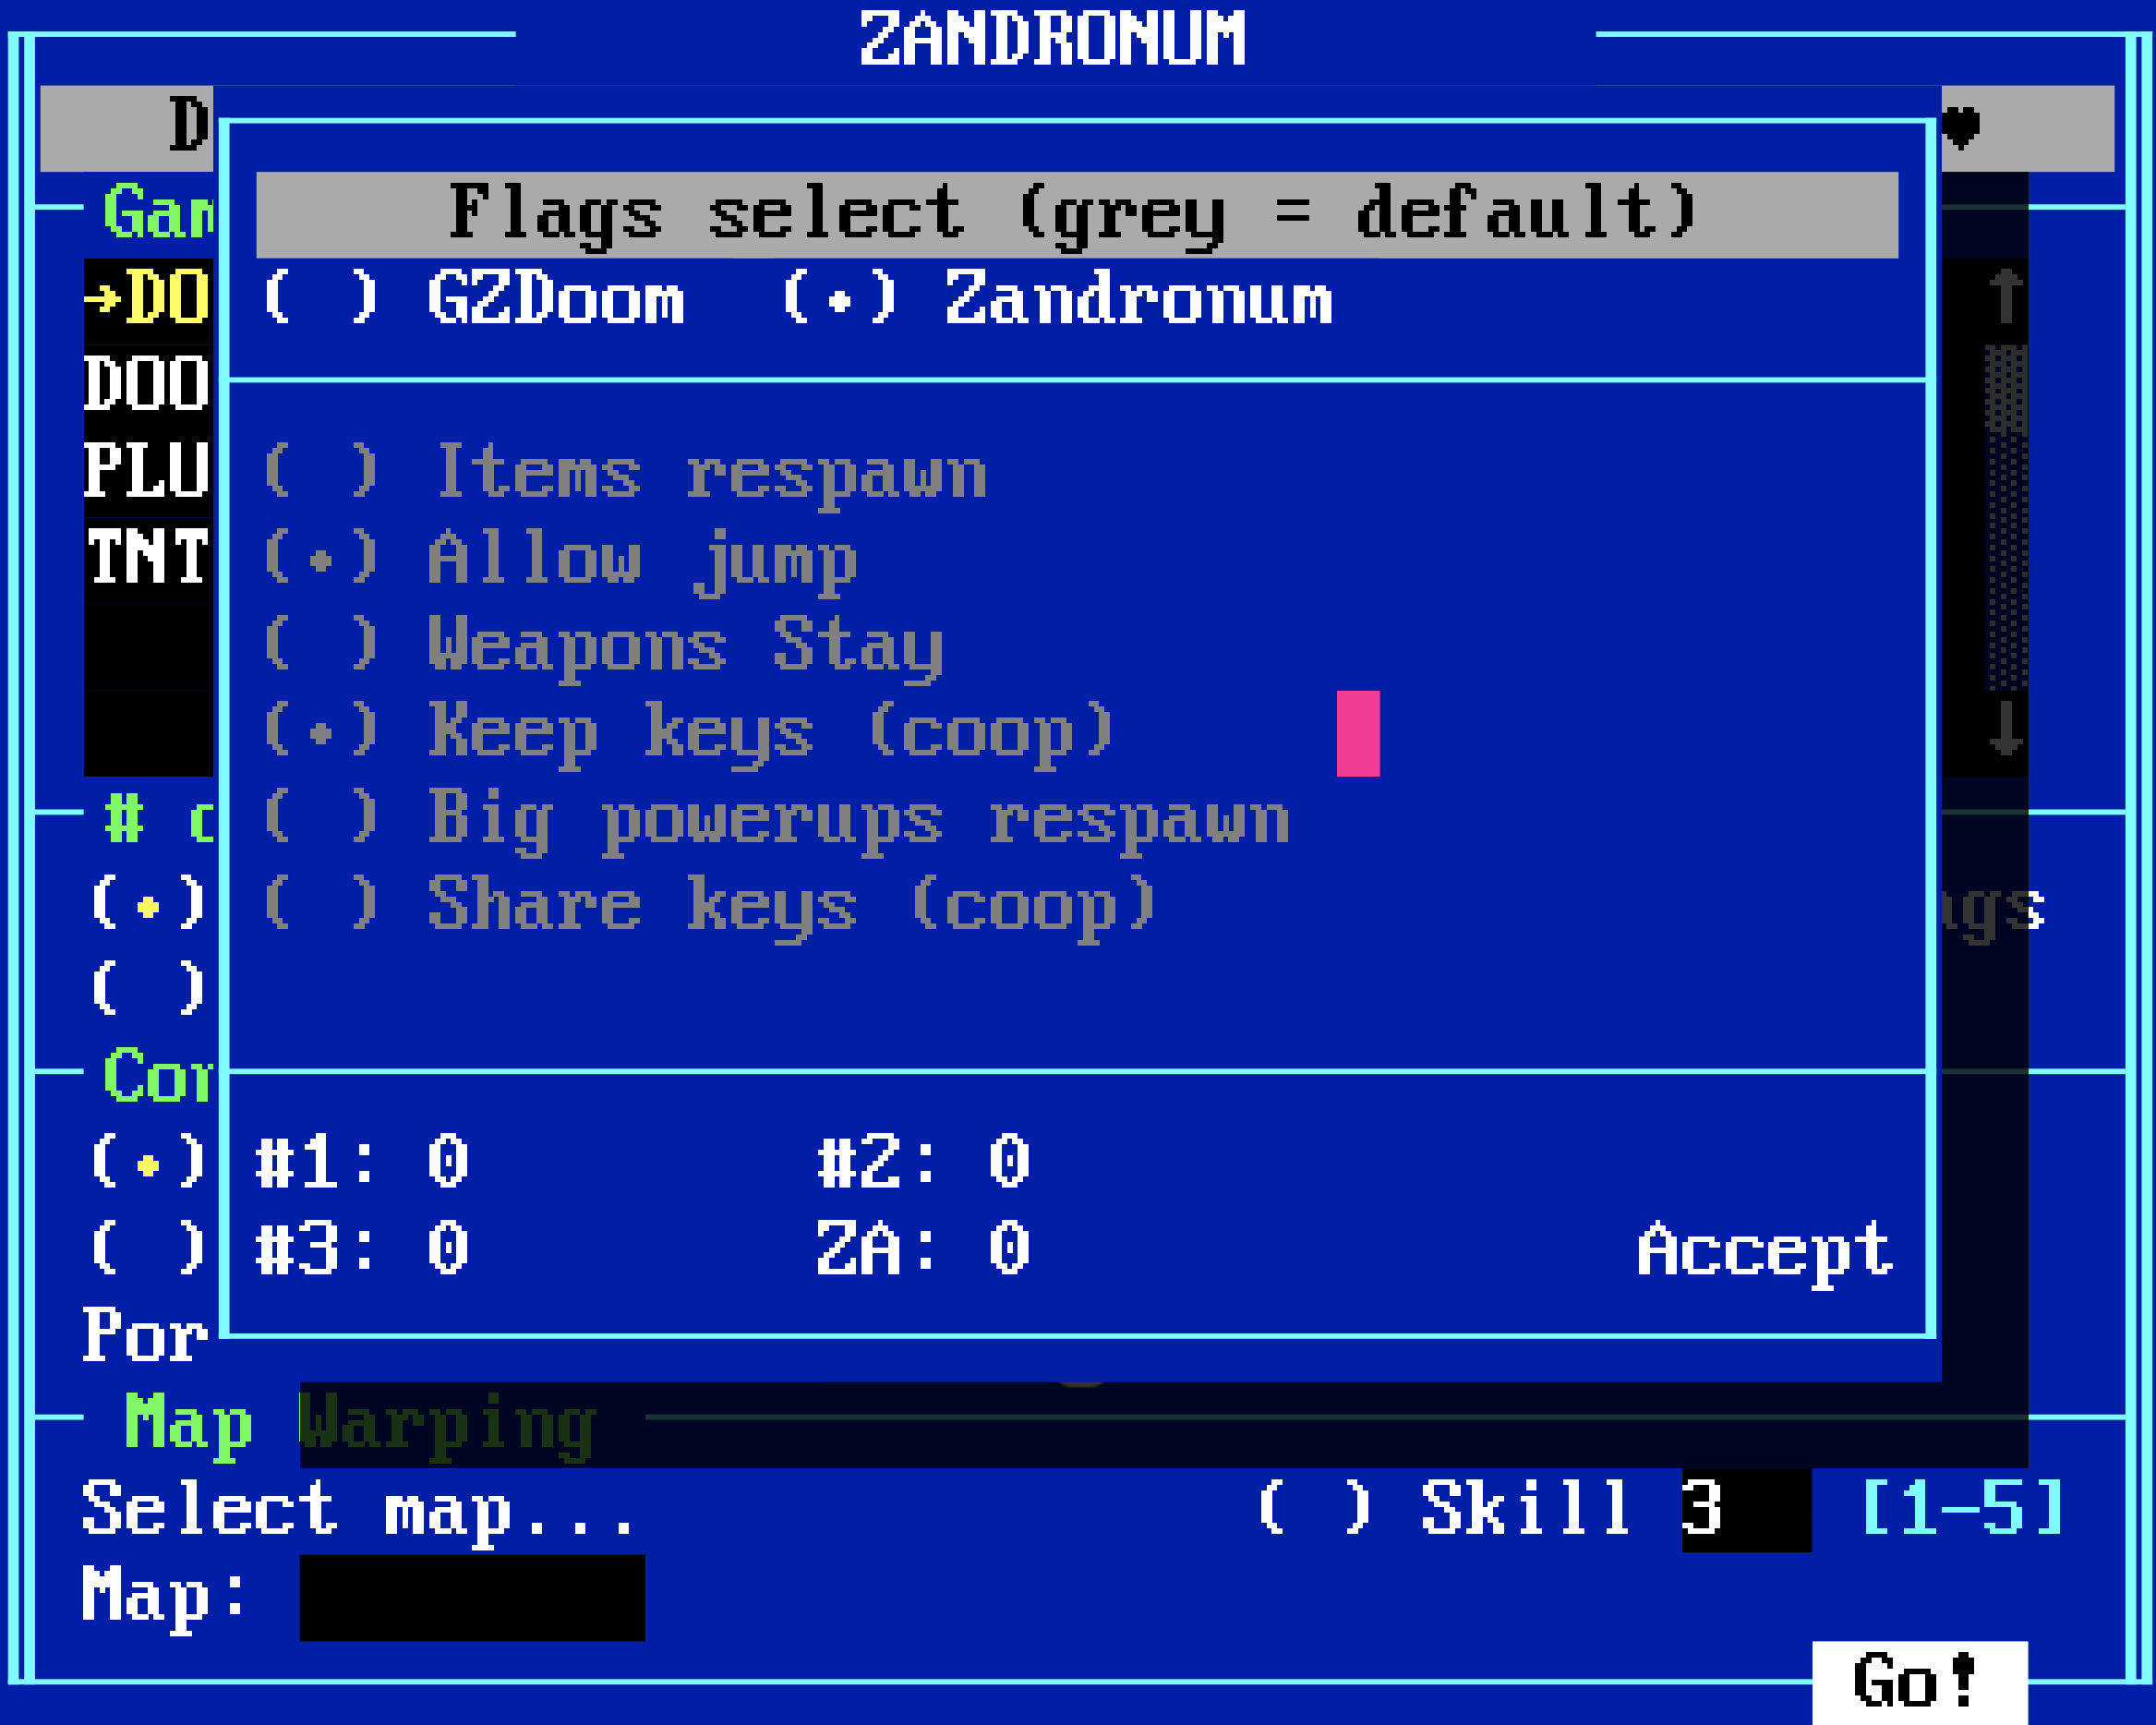 ZANDRONUM
D ♥
Gam
Flags select (grey = default)
→DO ( ) GZDoom (•) Zandronum ↑
DOO
PLU ( ) Items respawn
TNT (•) Allow jump
( ) Weapons Stay
(•) Keep keys (coop) ↓
# ( ) Big powerups respawn
(•) ( ) Share keys (coop) ags
( )
Con
(•) #1: 0 #2: 0
( ) #3: 0 ZA: 0 Accept
Por
Map Warping
Select map... ( ) Skill 3 [1-5]
Map:
Go!